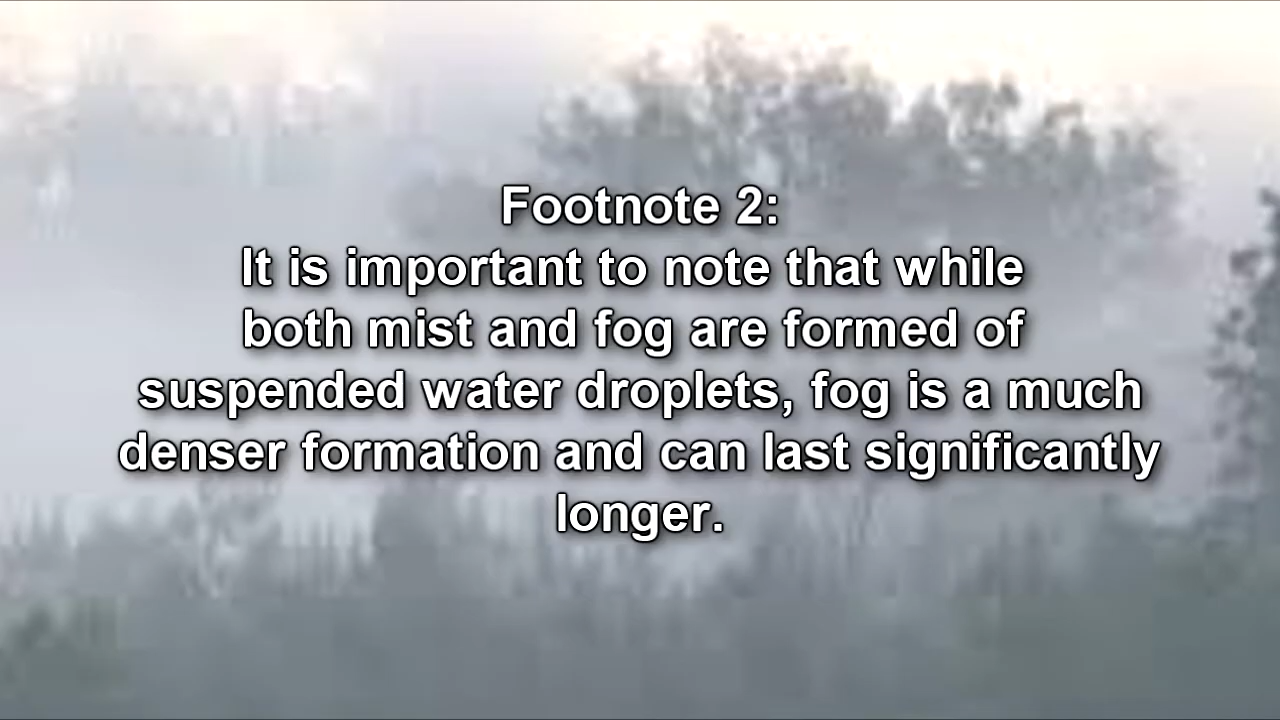 Footnote 2:
It is important to note that while
both mist and fog are formed of
suspended water droplets, fog is a much
denser formation and can last significantly
longer.